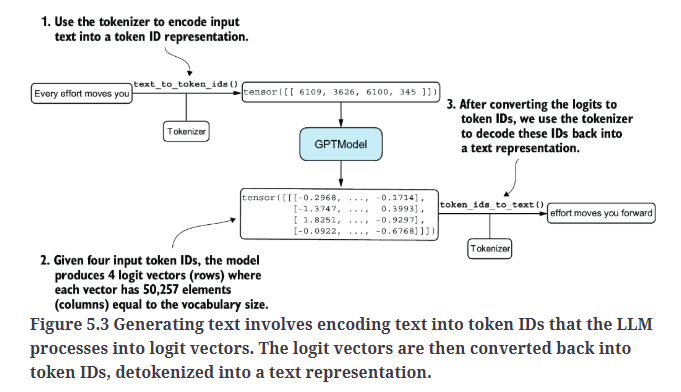 1. Use the tokenizer to encode input
text into a token ID representation.
Every effort moves you
text_to_token_ids()
tensor([[ 6109, 3626, 6100, 345 ]])
Tokenizer
3. After converting the logits to
token IDs, we use the tokenizer
to decode these IDs back into
a text representation.
GPTModel
tensor([[[-0.2968, ..., -0.1714],
[-1.3747, ..., 0.3993],
[ 1.8251, ..., -0.9297],
[-0.0922, ..., -0.6768]]])
token_ids_to_text()
effort moves you forward
Tokenizer
2. Given four input token IDs, the model
produces 4 logit vectors (rows) where
each vector has 50,257 elements
(columns) equal to the vocabulary size.
Figure 5.3 Generating text involves encoding text into token IDs that the LLM
processes into logit vectors. The logit vectors are then converted back into
token IDs, detokenized into a text representation.